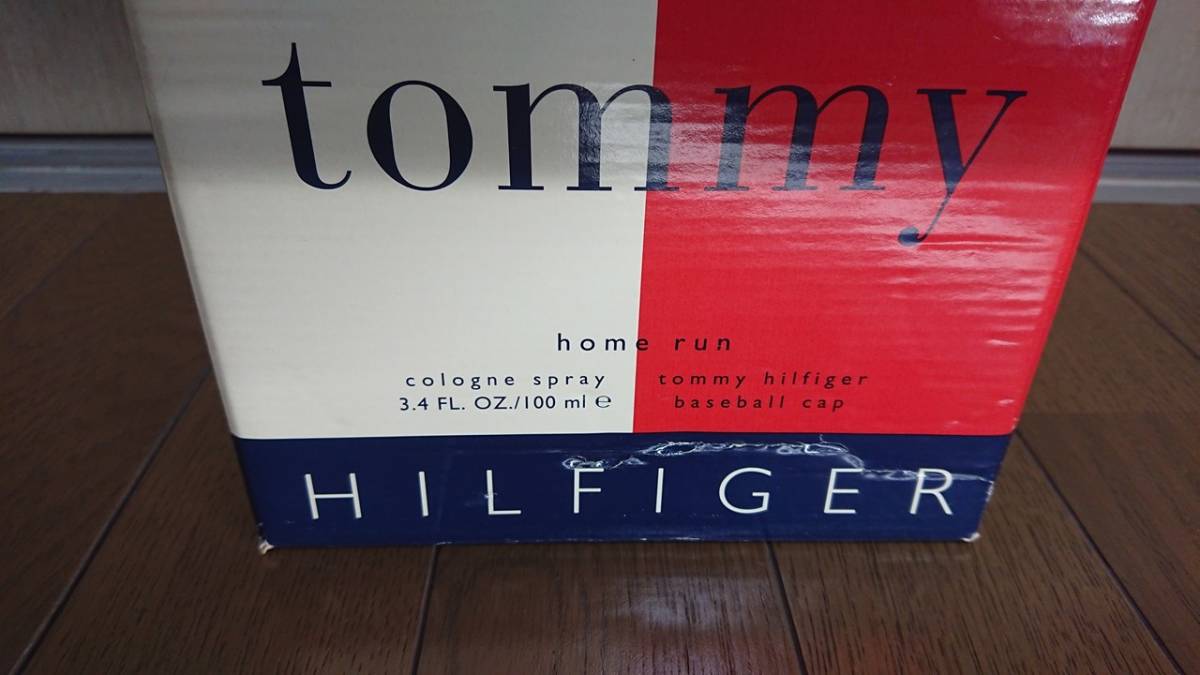 tommy
home run
cologne spray
3.4 FL. OZ./100 ml ℮
tommy hilfiger
baseball cap
HILFIGER